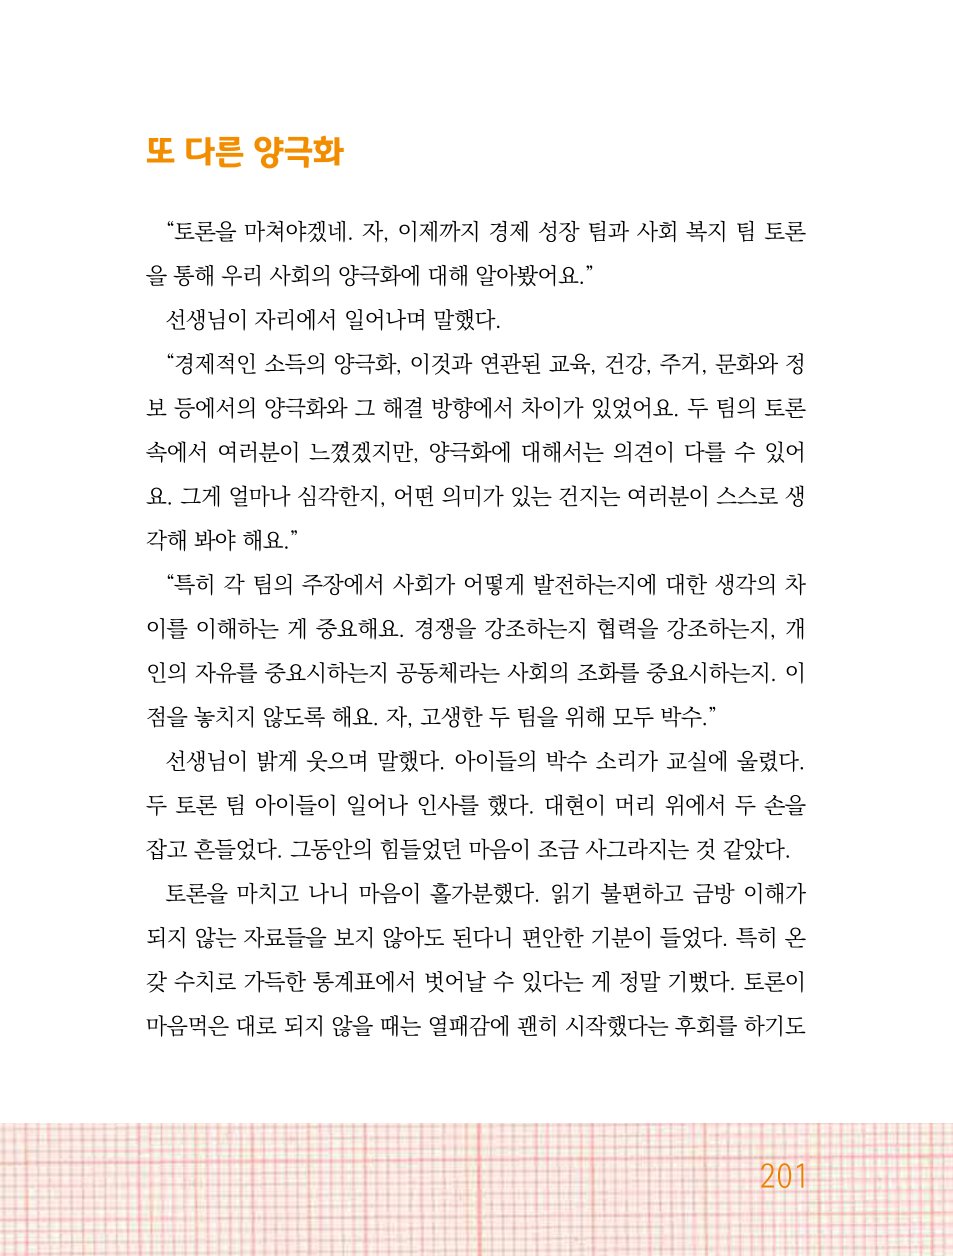 또 다른 양극화
“토론을 마쳐야겠네. 자, 이제까지 경제 성장 팀과 사회 복지 팀 토론
을 통해 우리 사회의 양극화에 대해 알아봤어요.”
선생님이 자리에서 일어나며 말했다.
“경제적인 소득의 양극화, 이것과 연관된 교육, 건강, 주거, 문화와 정
보 등에서의 양극화와 그 해결 방향에서 차이가 있었어요. 두 팀의 토론
속에서 여러분이 느꼈겠지만, 양극화에 대해서는 의견이 다를 수 있어
요. 그게 얼마나 심각한지, 어떤 의미가 있는 건지는 여러분이 스스로 생
각해 봐야 해요.”
“특히 각 팀의 주장에서 사회가 어떻게 발전하는지에 대한 생각의 차
이를 이해하는 게 중요해요. 경쟁을 강조하는지 협력을 강조하는지, 개
인의 자유를 중요시하는지 공동체라는 사회의 조화를 중요시하는지. 이
점을 놓치지 않도록 해요. 자, 고생한 두 팀을 위해 모두 박수.”
선생님이 밝게 웃으며 말했다. 아이들의 박수 소리가 교실에 울렸다.
두 토론 팀 아이들이 일어나 인사를 했다. 대현이 머리 위에서 두 손을
잡고 흔들었다. 그동안의 힘들었던 마음이 조금 사그라지는 것 같았다.
토론을 마치고 나니 마음이 홀가분했다. 읽기 불편하고 금방 이해가
되지 않는 자료들을 보지 않아도 된다니 편안한 기분이 들었다. 특히 온
갖 수치로 가득한 통계표에서 벗어날 수 있다는 게 정말 기뻤다. 토론이
마음먹은 대로 되지 않을 때는 열패감에 괜히 시작했다는 후회를 하기도
201